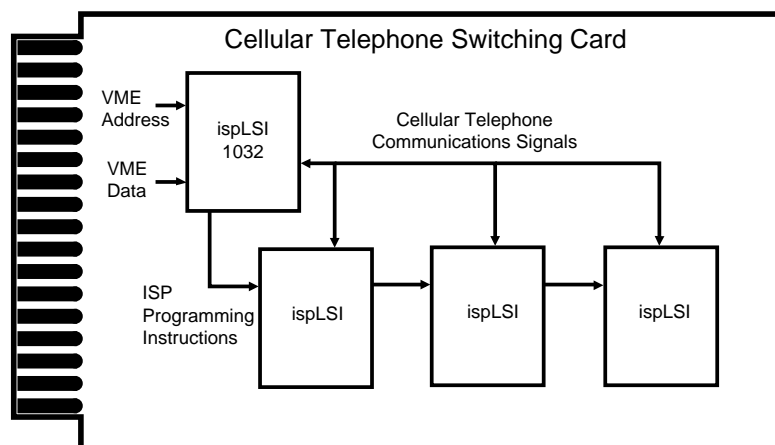 Cellular Telephone Switching Card
VME
Address
ispLSI
1032
VME
Data
Cellular Telephone
Communications Signals
ISP
Programming
Instructions
ispLSI
ispLSI
ispLSI